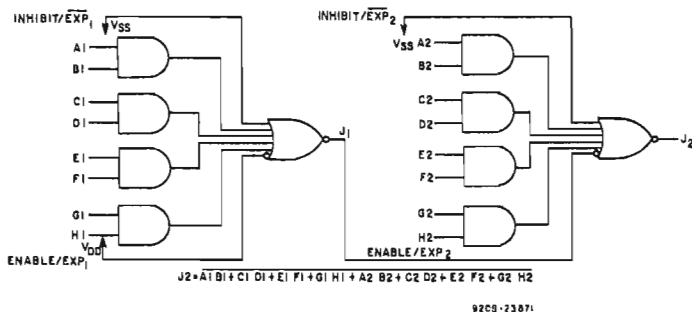 INHIBIT/EXP1
VSS
A1
B1
C1
D1
E1
F1
G1
H1
VDD
ENABLE/EXP1
J1
INHIBIT/EXP2
VSS
A2
B2
C2
D2
E2
F2
G2
H2
ENABLE/EXP2
J2
J2=A1 B1+C1 D1+E1 F1+G1 H1+A2 B2+C2 D2+E2 F2+G2 H2
92CS-23871